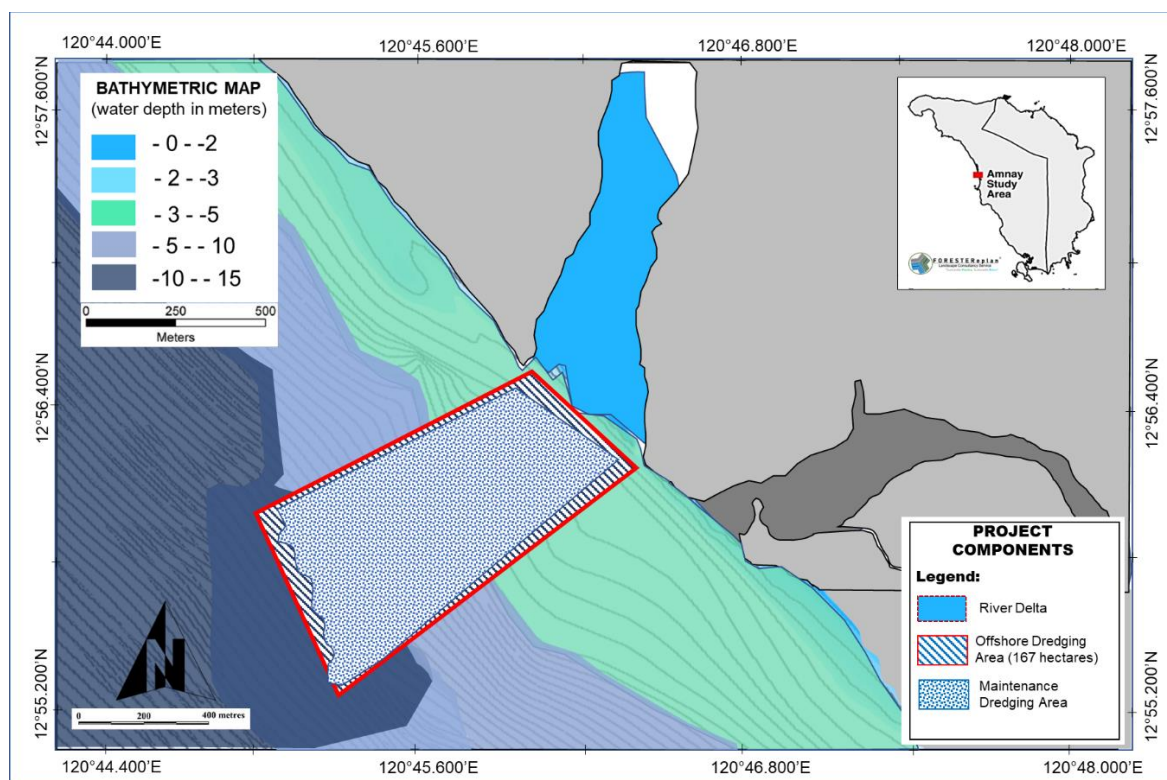 120°44.000'E 120°45.600'E 120°46.800'E 120°48.000'E
12°57.600'N
12°56.400'N
12°55.200'N
BATHYMETRIC MAP
(water depth in meters)
- 0 - -2
- 2 - -3
- 3 - -5
- 5 - - 10
-10 - - 15
0 250 500
Meters
Amnay
Study
Area
FORESTEReplan
Landscape Consultancy Service
12°57.600'N
12°56.400'N
12°55.200'N
PROJECT
COMPONENTS
Legend:
River Delta
Offshore Dredging
Area (167 hectares)
Maintenance
Dredging Area
N
0 200 400 metres
120°44.400'E 120°45.600'E 120°46.800'E 120°48.000'E